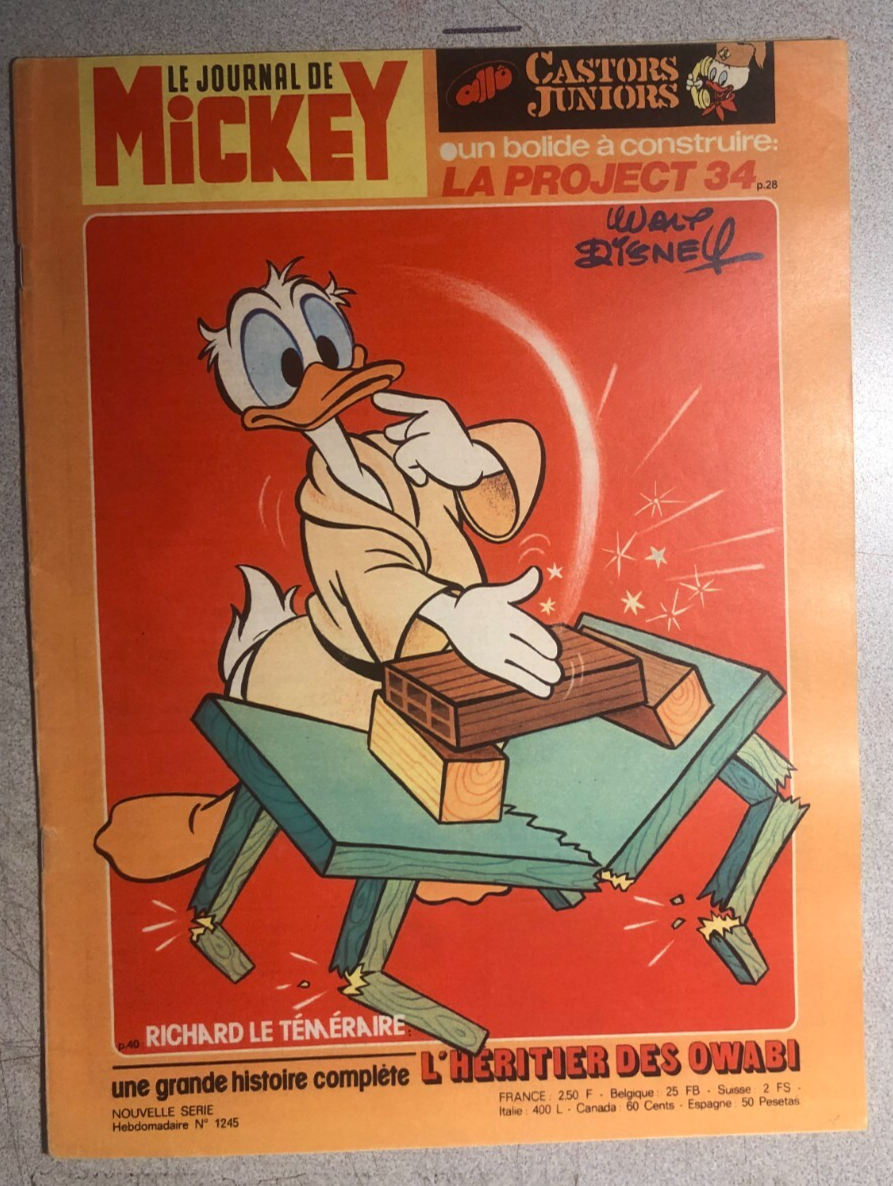 LE JOURNAL DE
MiCKEY
allô
CASTORS
JUNIORS
●un bolide à construire:
LA PROJECT 34 p.28
WALT
DISNEY
p.40 RICHARD LE TÉMÉRAIRE :
une grande histoire complète L'HÉRITIER DES OWABI
NOUVELLE SERIE
Hebdomadaire N° 1245
FRANCE : 2,50 F - Belgique : 25 FB - Suisse 2 FS -
Italie : 400 L - Canada : 60 Cents - Espagne : 50 Pesetas